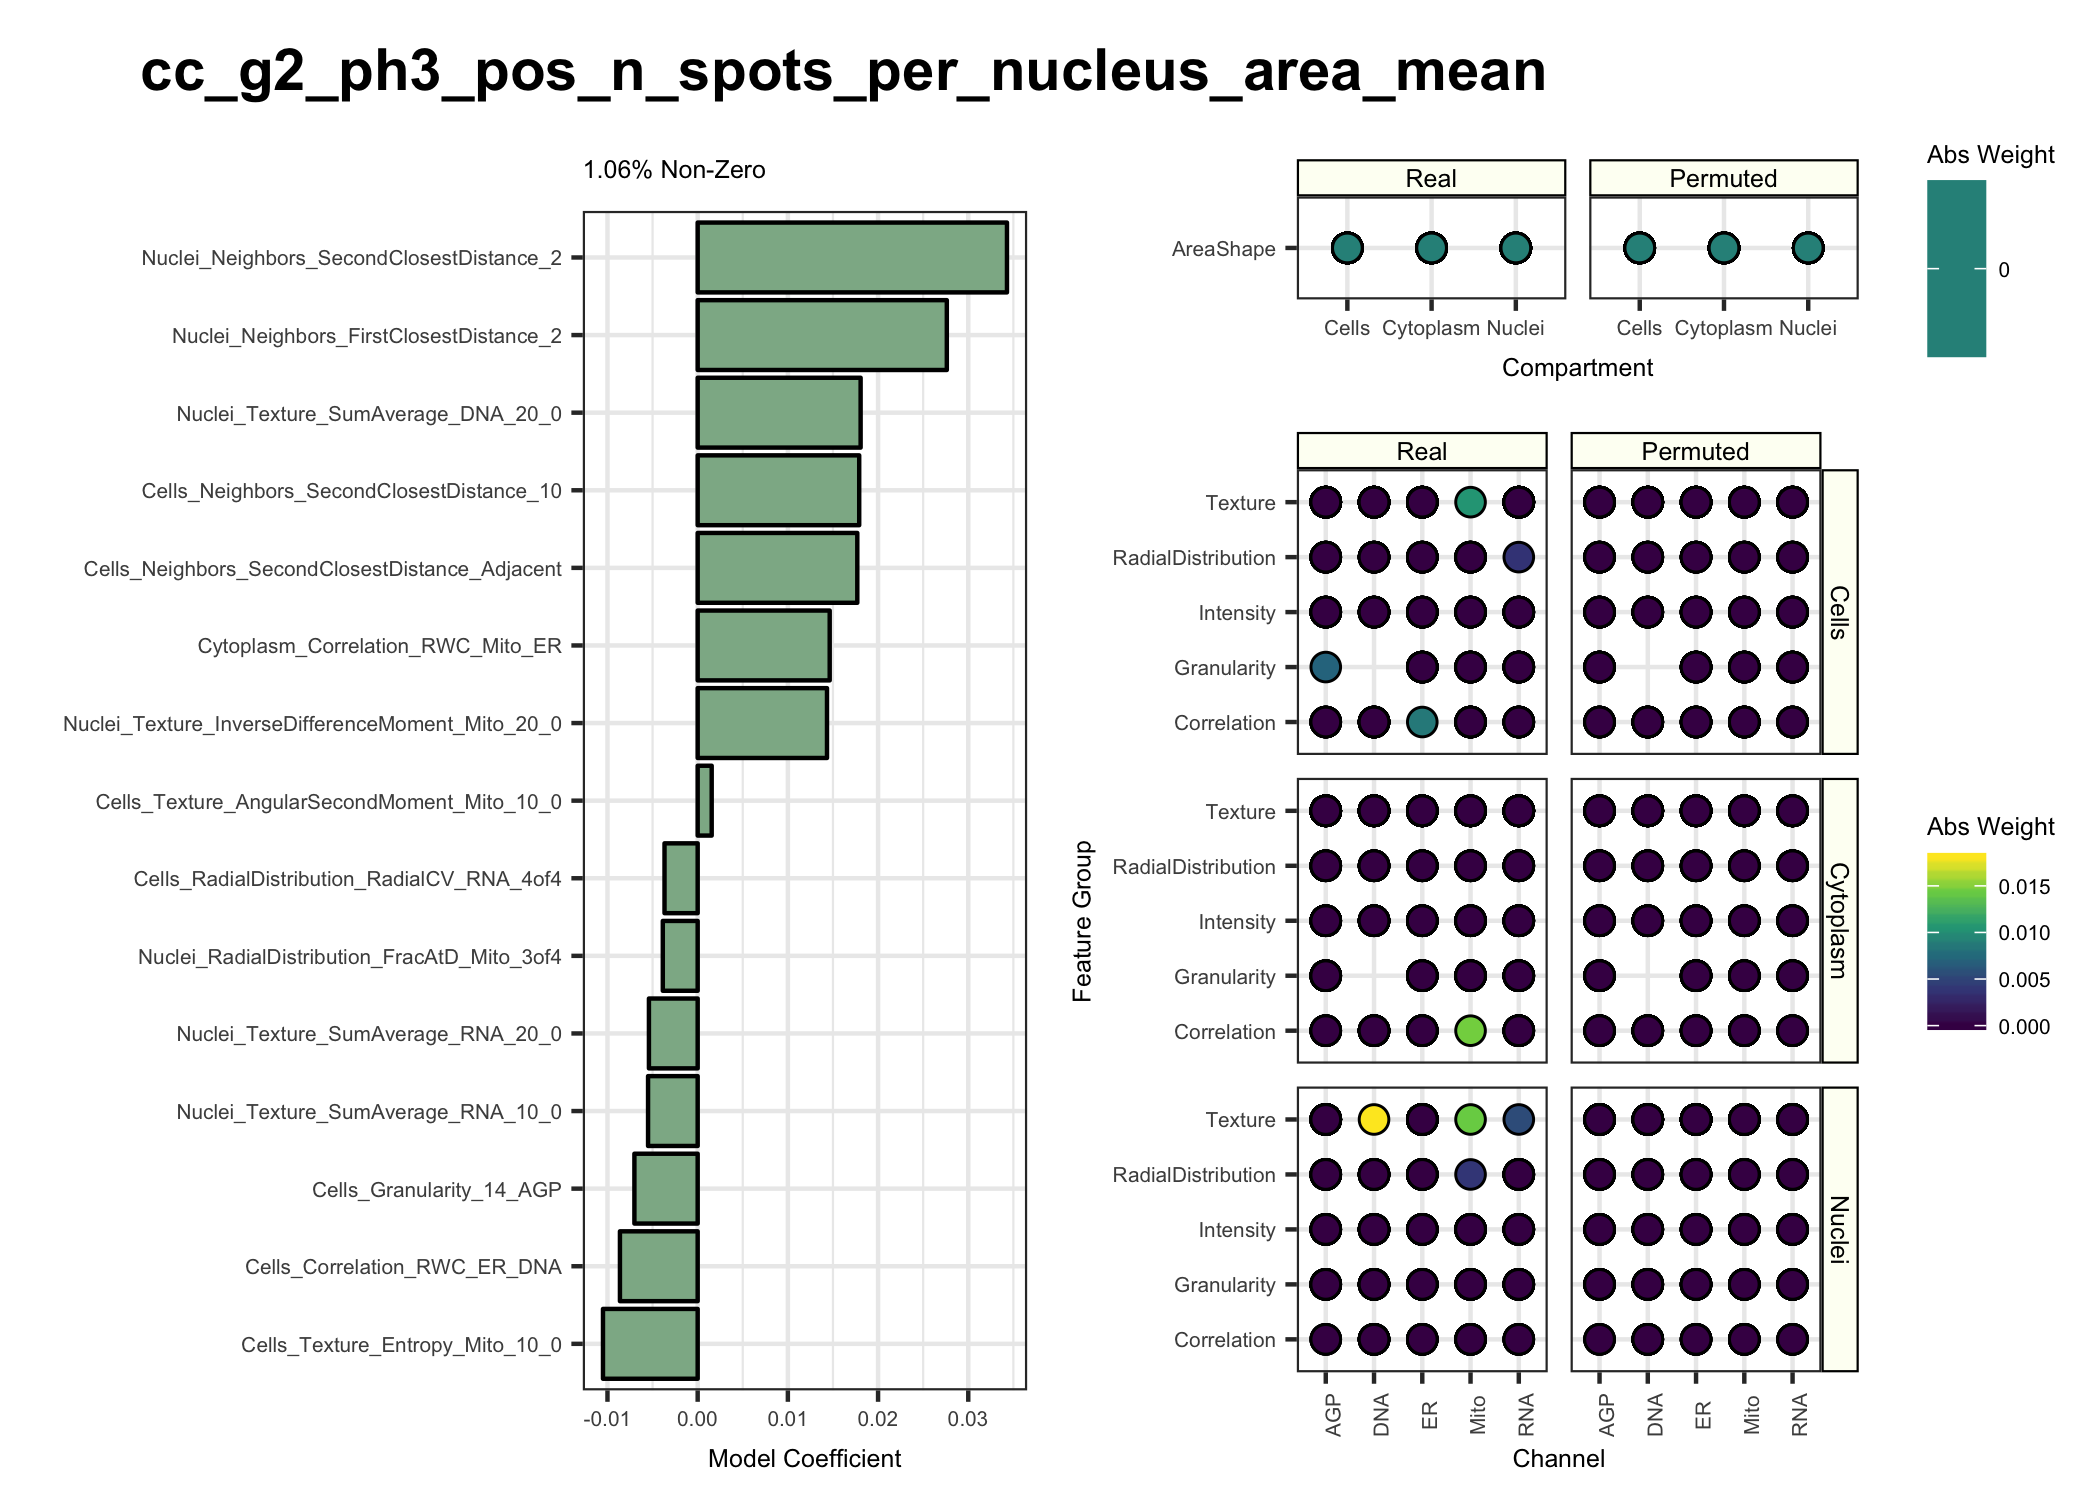 cc_g2_ph3_pos_n_spots_per_nucleus_area_mean
1.06% Non-Zero
Nuclei_Neighbors_SecondClosestDistance_2
Nuclei_Neighbors_FirstClosestDistance_2
Nuclei_Texture_SumAverage_DNA_20_0
Cells_Neighbors_SecondClosestDistance_10
Cells_Neighbors_SecondClosestDistance_Adjacent
Cytoplasm_Correlation_RWC_Mito_ER
Nuclei_Texture_InverseDifferenceMoment_Mito_20_0
Cells_Texture_AngularSecondMoment_Mito_10_0
Cells_RadialDistribution_RadialCV_RNA_4of4
Nuclei_RadialDistribution_FracAtD_Mito_3of4
Nuclei_Texture_SumAverage_RNA_20_0
Nuclei_Texture_SumAverage_RNA_10_0
Cells_Granularity_14_AGP
Cells_Correlation_RWC_ER_DNA
Cells_Texture_Entropy_Mito_10_0
-0.01 0.00 0.01 0.02 0.03
Model Coefficient
Real Permuted
AreaShape
Cells Cytoplasm Nuclei Cells Cytoplasm Nuclei
Compartment
Abs Weight
0
Feature Group
Real Permuted
Texture
RadialDistribution
Intensity
Granularity
Correlation
Cells
Texture
RadialDistribution
Intensity
Granularity
Correlation
Cytoplasm
Texture
RadialDistribution
Intensity
Granularity
Correlation
Nuclei
AGP DNA ER Mito RNA AGP DNA ER Mito RNA
Channel
Abs Weight
0.015
0.010
0.005
0.000